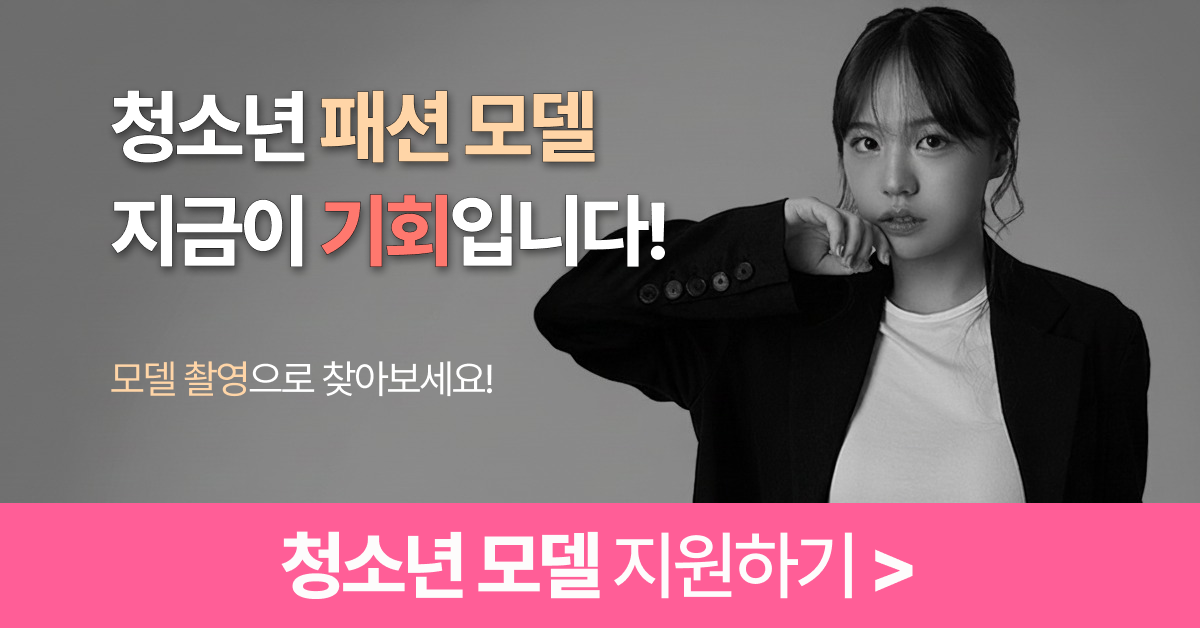 청소년 패션 모델
지금이 기회입니다!
모델 촬영으로 찾아보세요!
청소년 모델 지원하기 >